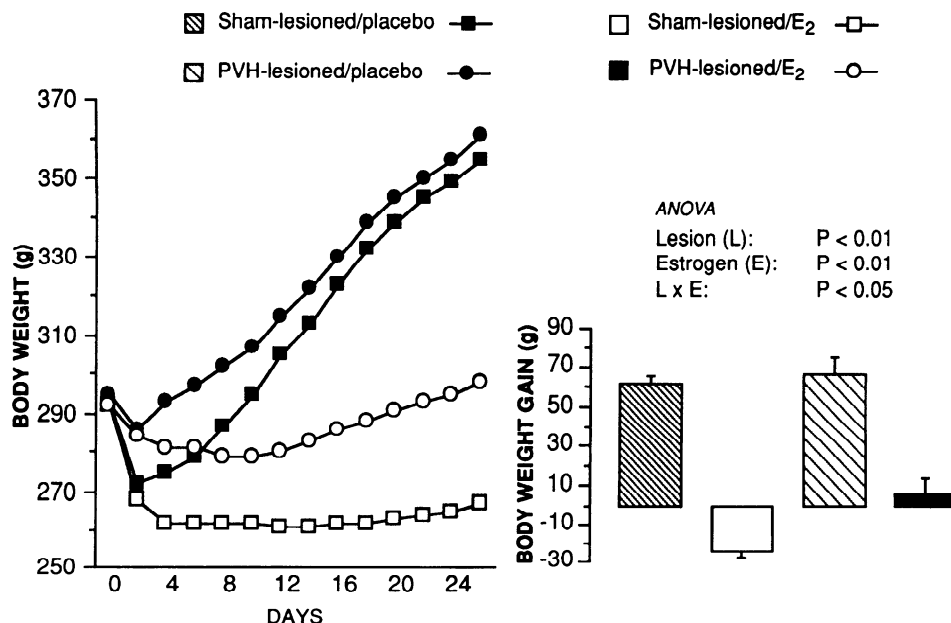 Sham-lesioned/placebo
Sham-lesioned/E2
PVH-lesioned/placebo
PVH-lesioned/E2
370
350
330
310
290
270
250
BODY WEIGHT (g)
0 4 8 12 16 20 24
DAYS
ANOVA
Lesion (L): P < 0.01
Estrogen (E): P < 0.01
L x E: P < 0.05
90
70
50
30
10
-10
-30
BODY WEIGHT GAIN (g)